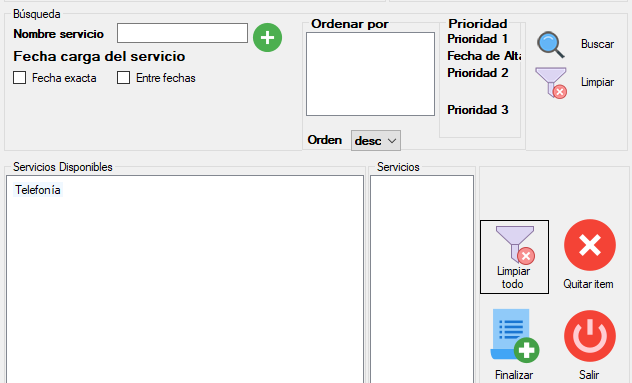 Búsqueda
Nombre servicio
Fecha carga del servicio
Fecha exacta
Entre fechas
Ordenar por
Orden
desc
Prioridad
Prioridad 1
Fecha de Alta
Prioridad 2
Prioridad 3
Buscar
Limpiar
Servicios Disponibles
Telefonía
Servicios
Limpiar
todo
Quitar item
Finalizar
Salir